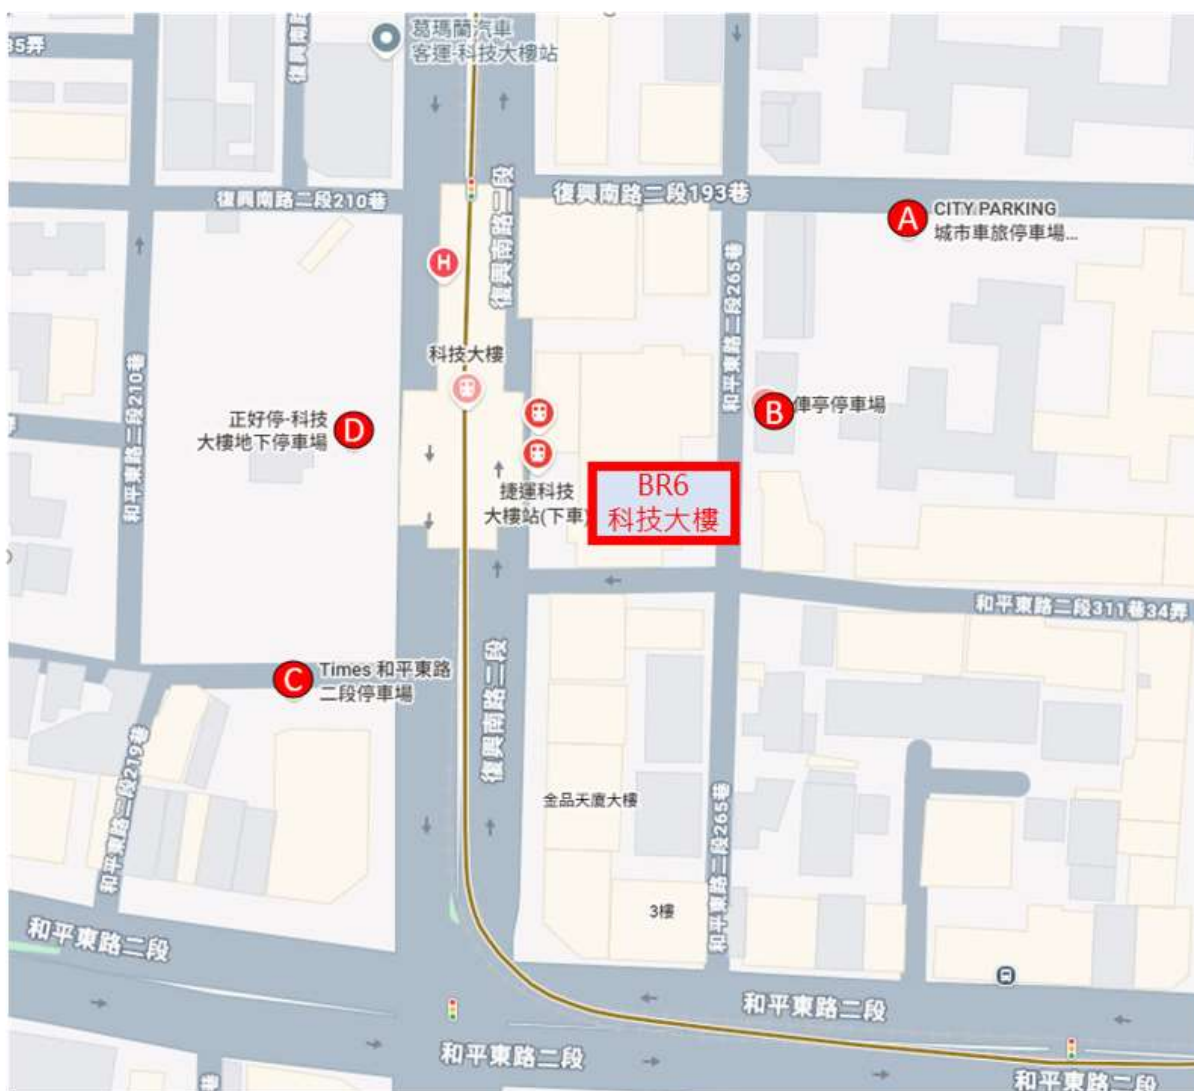 葛瑪蘭汽車
客運-科技大樓站
35弄
復興南路二段210巷
復興南路二段
復興南路二段193巷
A
CITY PARKING
城市車旅停車場...
H
和平東路二段265巷
科技大樓
和平東路二段210巷
正好停-科技
大樓地下停車場
D
B
俥亭停車場
捷運科技
大樓站(下車)
BR6
科技大樓
和平東路二段311巷34弄
C
Times 和平東路
二段停車場
復興南路二段
和平東路二段219巷
金品天廈大樓
和平東路二段265巷
3樓
和平東路二段
和平東路二段
和平東路二段
和平東路二段